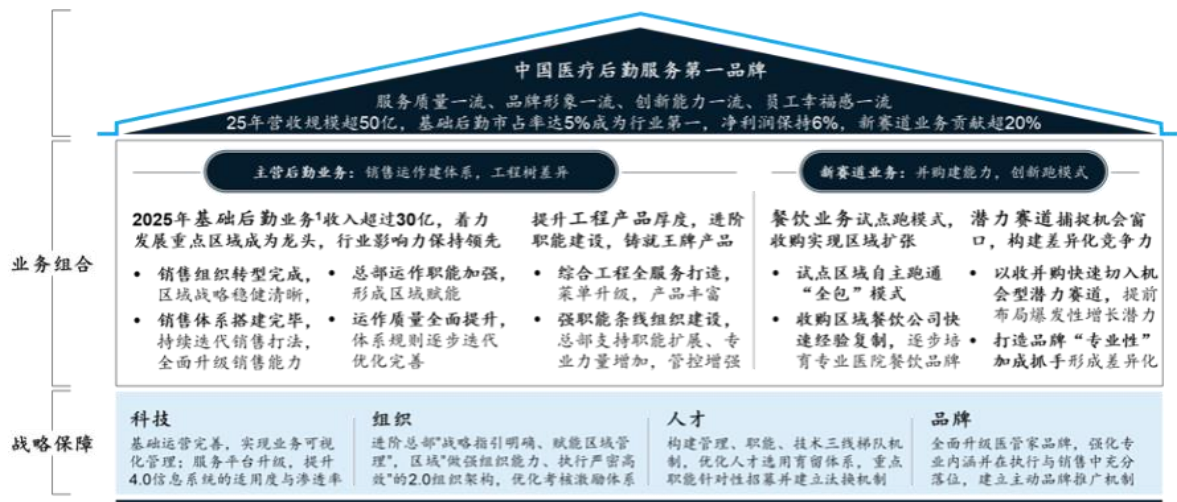 中国医疗后勤服务第一品牌
服务质量一流、品牌形象一流、创新能力一流、员工幸福感一流
25年营收规模超50亿，基础后勤市占率达5%成为行业第一，净利润保持6%，新赛道业务贡献超20%
业务组合
主营后勤业务：销售运作建体系，工程树差异
2025年基础后勤业务¹收入超过30亿，着力
发展重点区域成为龙头，行业影响力保持领先
• 销售组织转型完成，
区域战略稳健清晰，
• 销售体系搭建完毕，
持续迭代销售打法，
全面升级销售能力
• 总部运作职能加强，
形成区域赋能
• 运作质量全面提升，
体系规则逐步迭代
优化完善
提升工程产品厚度，进阶
职能建设，铸就王牌产品
• 综合工程全服务打造，
菜单升级，产品丰富
• 强职能条线组织建设，
总部支持职能扩展、专
业力量增加，管控增强
新赛道业务：并购建能力，创新跑模式
餐饮业务试点跑模式，
收购实现区域扩张
• 试点区域自主跑通
“全包”模式
• 收购区域餐饮公司快
速经验复制，逐步培
育专业医院餐饮品牌
潜力赛道捕捉机会窗
口，构建差异化竞争力
• 以收并购快速切入机
会型潜力赛道，提前
布局爆发性增长潜力
• 打造品牌“专业性”
加成抓手形成差异化
战略保障
科技
基础运营完善，实现业务可视
化管理；服务平台升级，提升
4.0信息系统的适用度与渗透率
组织
进阶总部"战略指引明确、赋能区域管
理"，区域"做强组织能力、执行严密高
效"的2.0组织架构，优化考核激励体系
人才
构建管理、职能、技术三线梯队机
制，优化人才选用育留体系，重点
职能针对性招募并建立汰换机制
品牌
全面升级医管家品牌，强化专
业内涵并在执行与销售中充分
落位，建立主动品牌推广机制